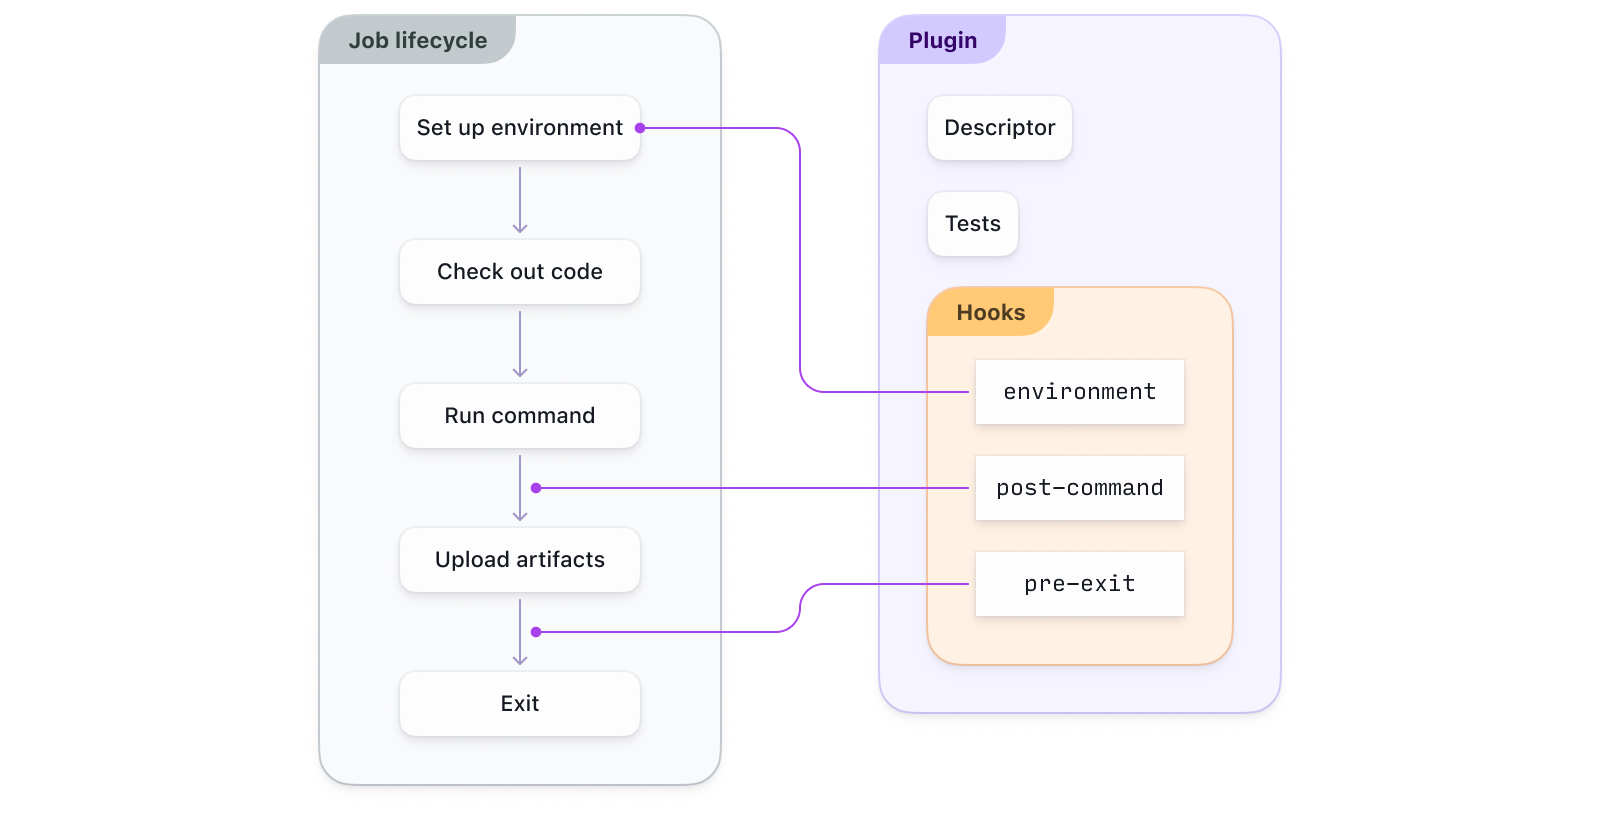 Job lifecycle
Set up environment
Check out code
Run command
Upload artifacts
Exit
Plugin
Descriptor
Tests
Hooks
environment
post-command
pre-exit